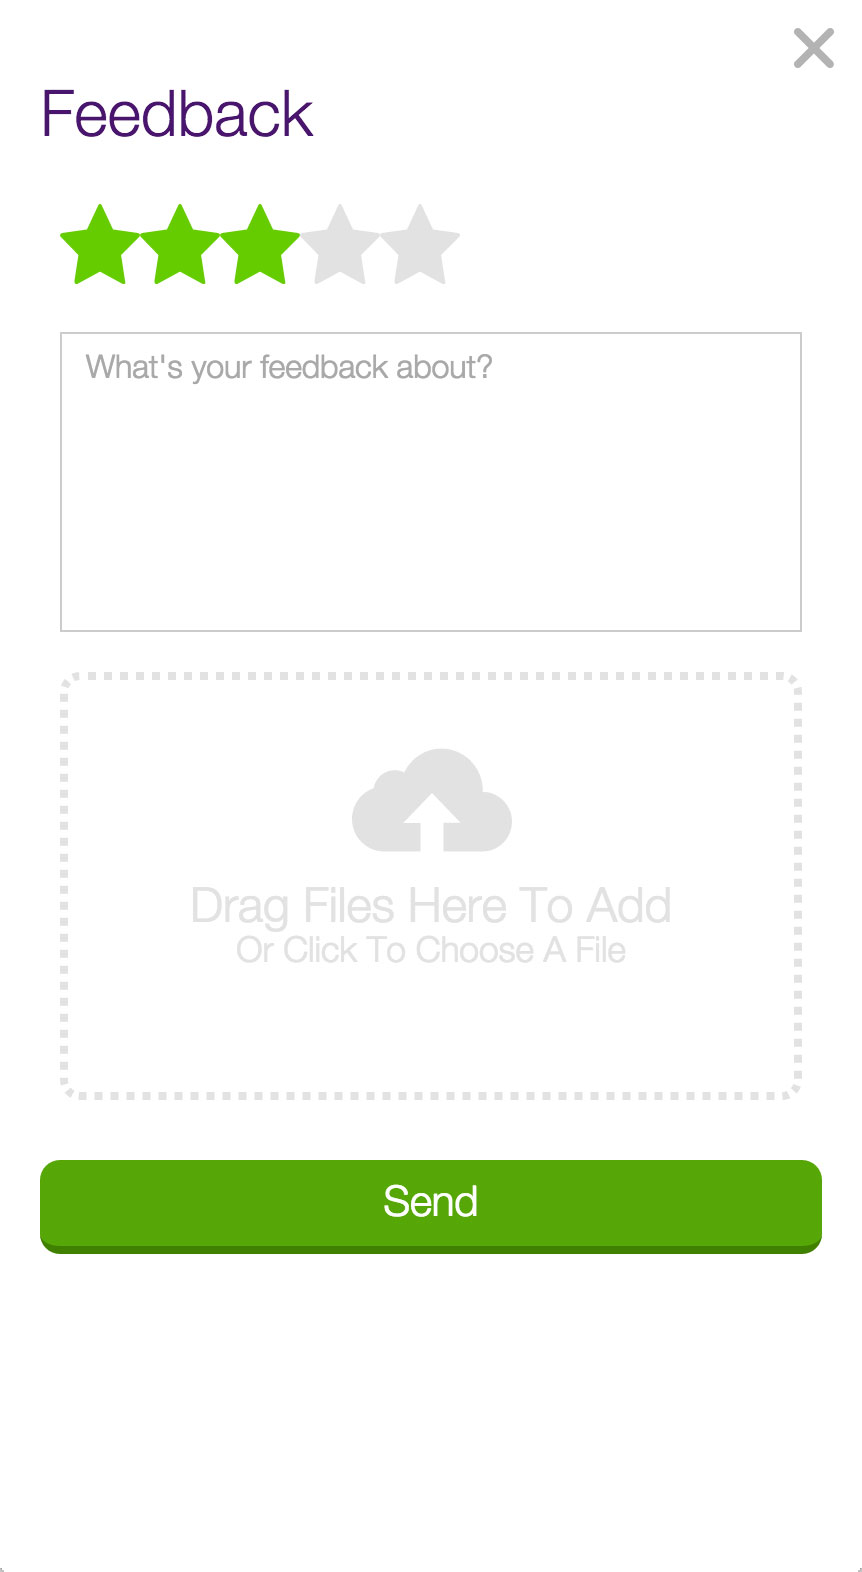 Feedback
What's your feedback about?
Drag Files Here To Add
Or Click To Choose A File
Send